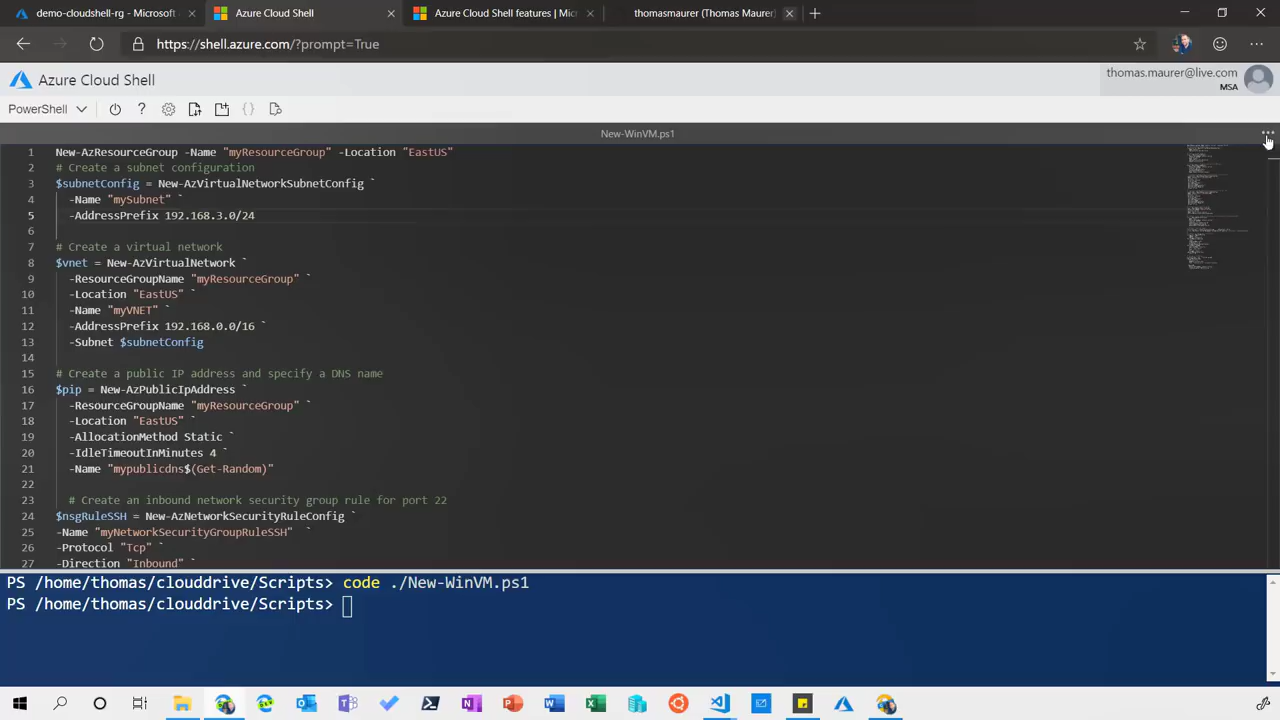 demo-cloudshell-rg - Microsoft
Azure Cloud Shell
Azure Cloud Shell features | Mic
thomasmaurer (Thomas Maurer)
https://shell.azure.com/?prompt=True
Azure Cloud Shell
thomas.maurer@live.com
MSA
PowerShell
New-WinVM.ps1
1 New-AzResourceGroup -Name "myResourceGroup" -Location "EastUS"
2 # Create a subnet configuration
3 $subnetConfig = New-AzVirtualNetworkSubnetConfig `
4 -Name "mySubnet" `
5 -AddressPrefix 192.168.3.0/24
6
7 # Create a virtual network
8 $vnet = New-AzVirtualNetwork `
9 -ResourceGroupName "myResourceGroup" `
10 -Location "EastUS" `
11 -Name "myVNET" `
12 -AddressPrefix 192.168.0.0/16 `
13 -Subnet $subnetConfig
14
15 # Create a public IP address and specify a DNS name
16 $pip = New-AzPublicIpAddress `
17 -ResourceGroupName "myResourceGroup" `
18 -Location "EastUS" `
19 -AllocationMethod Static `
20 -IdleTimeoutInMinutes 4 `
21 -Name "mypublicdns$(Get-Random)"
22
23 # Create an inbound network security group rule for port 22
24 $nsgRuleSSH = New-AzNetworkSecurityRuleConfig `
25 -Name "myNetworkSecurityGroupRuleSSH" `
26 -Protocol "Tcp" `
27 -Direction "Inbound" `
PS /home/thomas/clouddrive/Scripts> code ./New-WinVM.ps1
PS /home/thomas/clouddrive/Scripts>